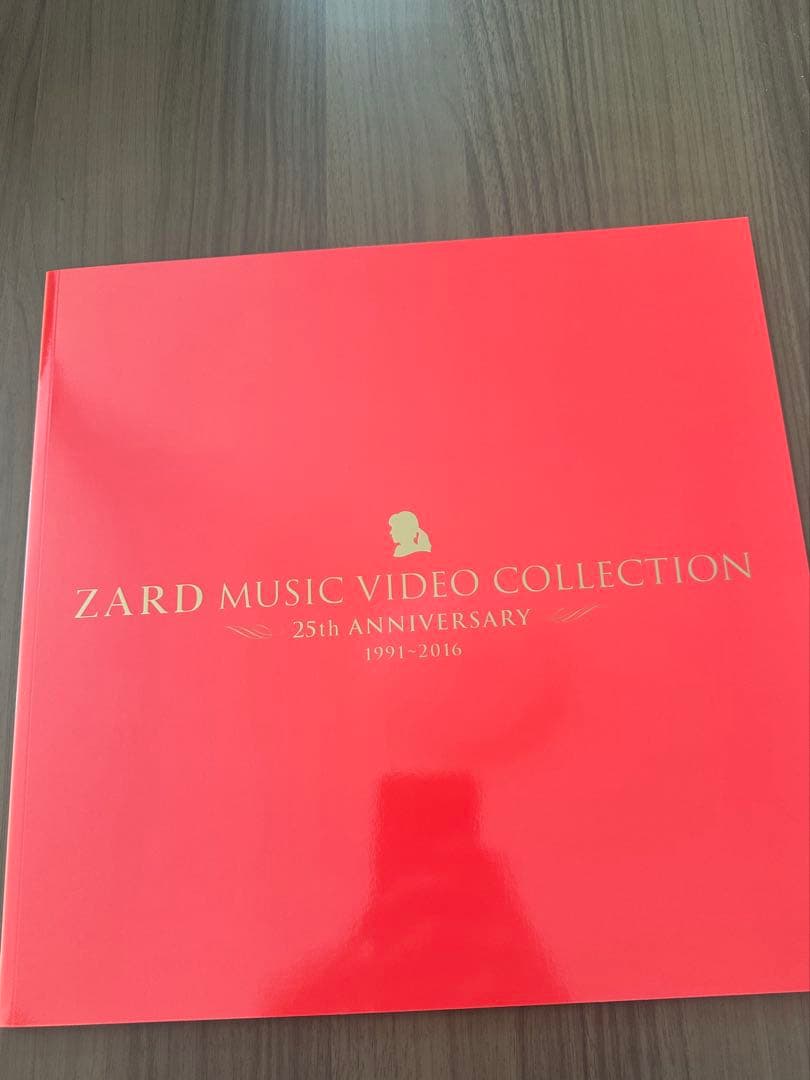 ZARD MUSIC VIDEO COLLECTION
25th ANNIVERSARY
1991~2016